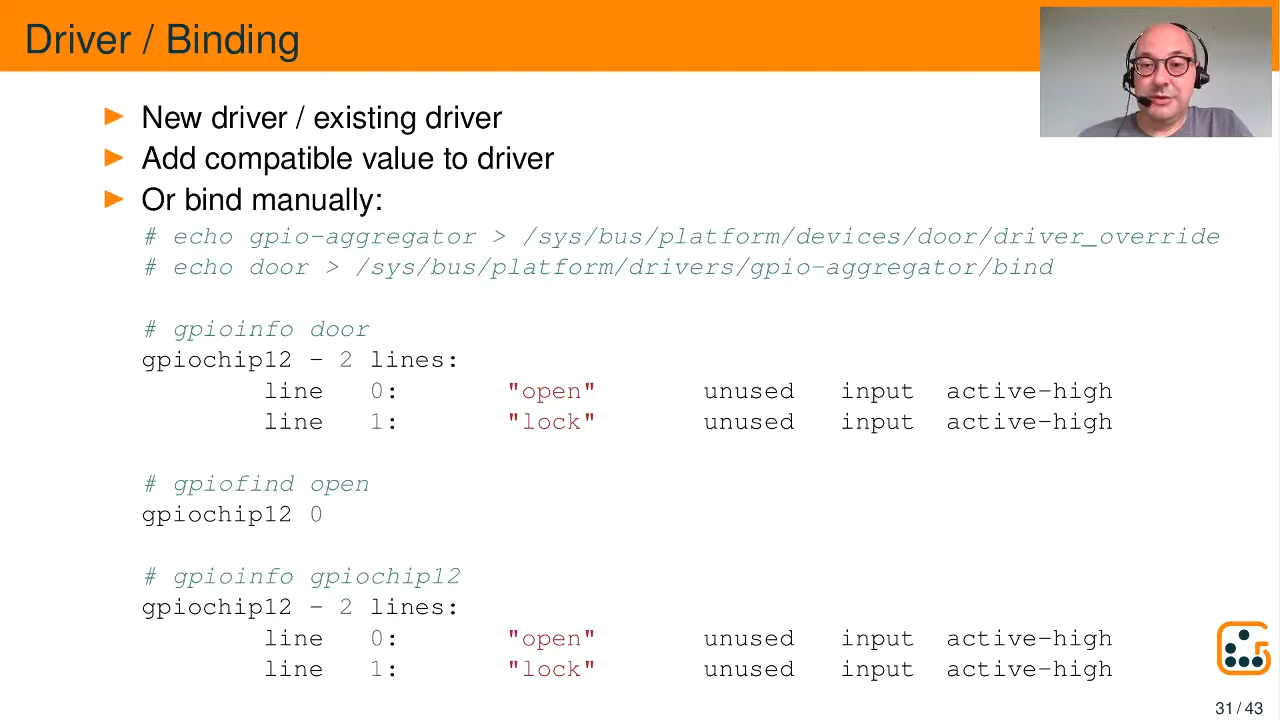 Driver / Binding
New driver / existing driver
Add compatible value to driver
Or bind manually:
# echo gpio-aggregator > /sys/bus/platform/devices/door/driver_override
# echo door > /sys/bus/platform/drivers/gpio-aggregator/bind
# gpioinfo door
gpiochip12 - 2 lines:
line 0: "open" unused input active-high
line 1: "lock" unused input active-high
# gpiofind open
gpiochip12 0
# gpioinfo gpiochip12
gpiochip12 - 2 lines:
line 0: "open" unused input active-high
line 1: "lock" unused input active-high
31 / 43